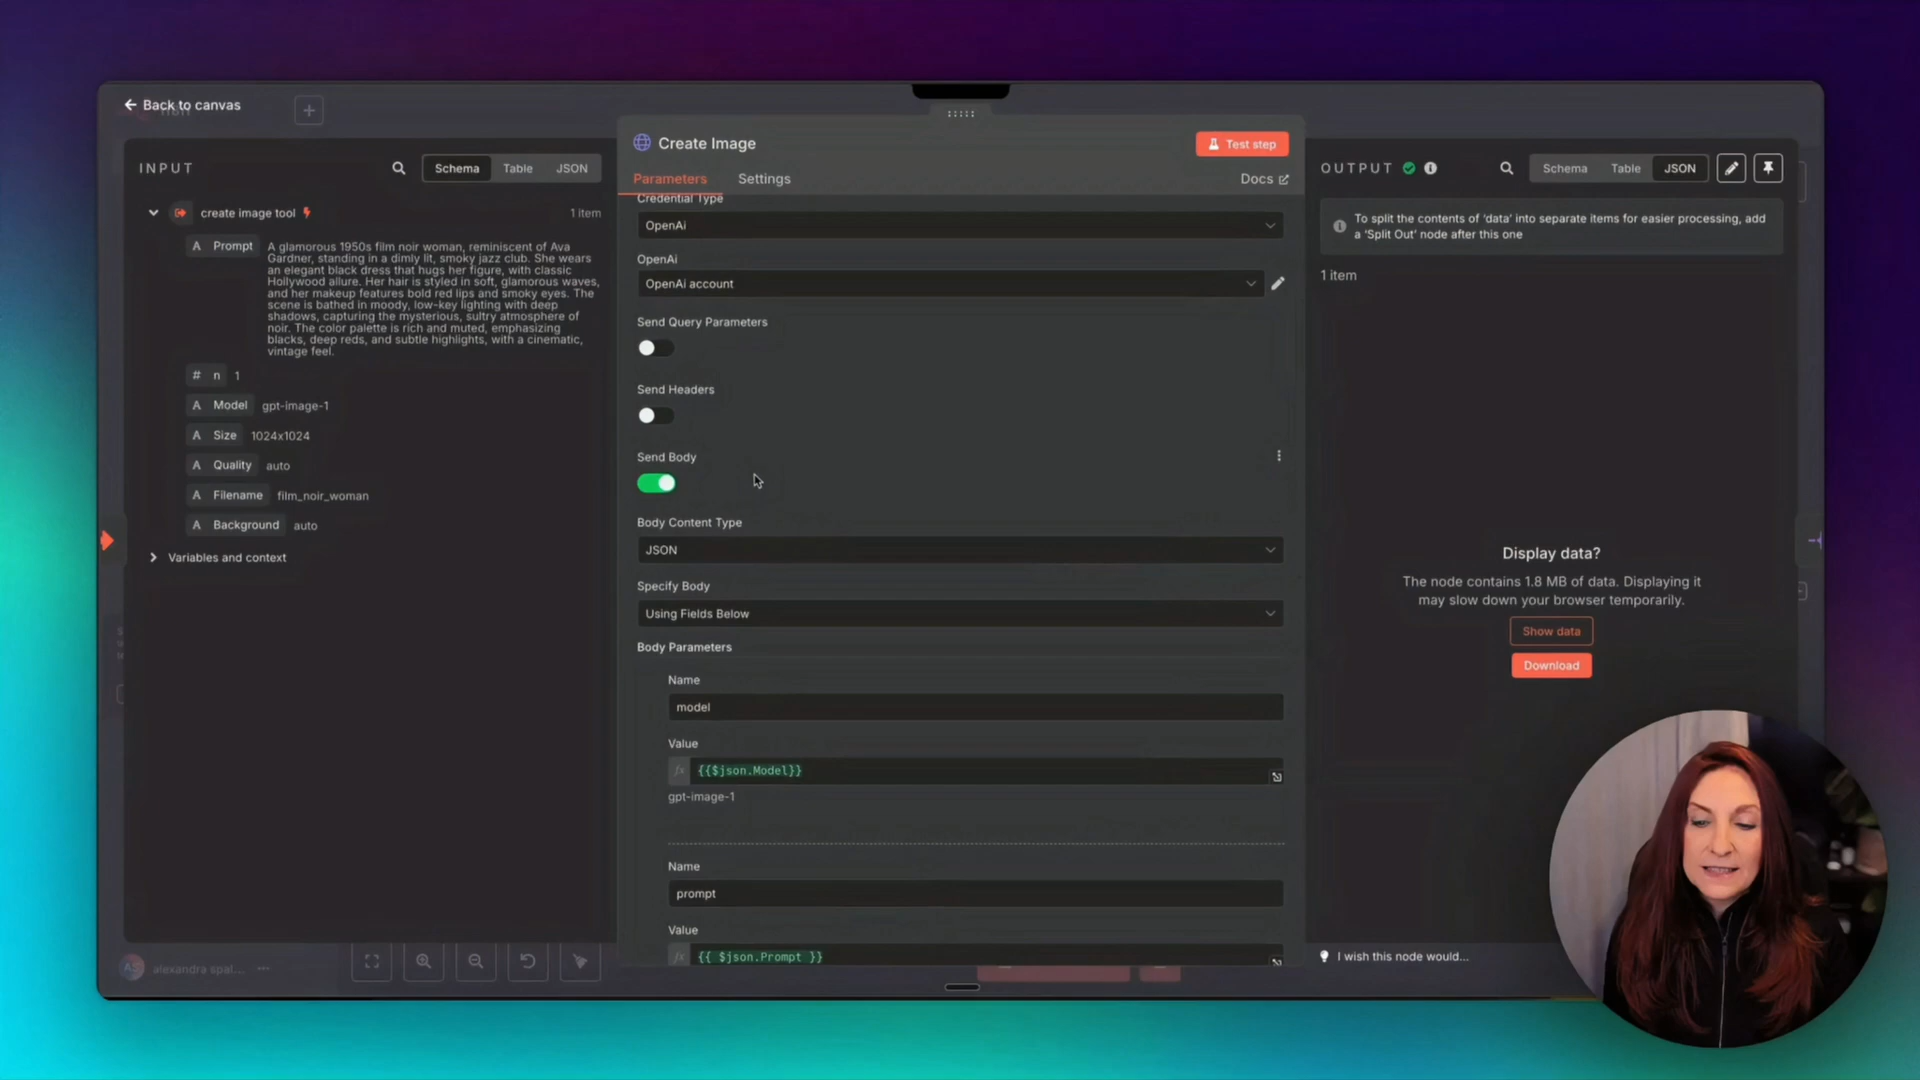 Back to canvas
INPUT
Schema
Table
JSON
create image tool
1 item
A Prompt
A glamorous 1950s film noir woman, reminiscent of Ava
Gardner, standing in a dimly lit, smoky jazz club. She wears
an elegant black dress that hugs her figure, with classic
Hollywood allure. Her hair is styled in soft, glamorous waves,
and her makeup features bold red lips and smoky eyes. The
scene is bathed in moody, low-key lighting with deep
shadows, capturing the mysterious, sultry atmosphere of
noir. The color palette is rich and muted, emphasizing
blacks, deep reds, and subtle highlights, with a cinematic,
vintage feel.
# n 1
A Model gpt-image-1
A Size 1024x1024
A Quality auto
A Filename film_noir_woman
A Background auto
Variables and context
alexandra spal...
Create Image
Test step
Parameters
Settings
Docs
Credential Type
OpenAi
OpenAi
OpenAi account
Send Query Parameters
Send Headers
Send Body
Body Content Type
JSON
Specify Body
Using Fields Below
Body Parameters
Name
model
Value
fx {{$json.Model}}
gpt-image-1
Name
prompt
Value
fx {{ $json.Prompt }}
OUTPUT
Schema
Table
JSON
To split the contents of 'data' into separate items for easier processing, add
a 'Split Out' node after this one
1 item
Display data?
The node contains 1.8 MB of data. Displaying it
may slow down your browser temporarily.
Show data
Download
I wish this node would...